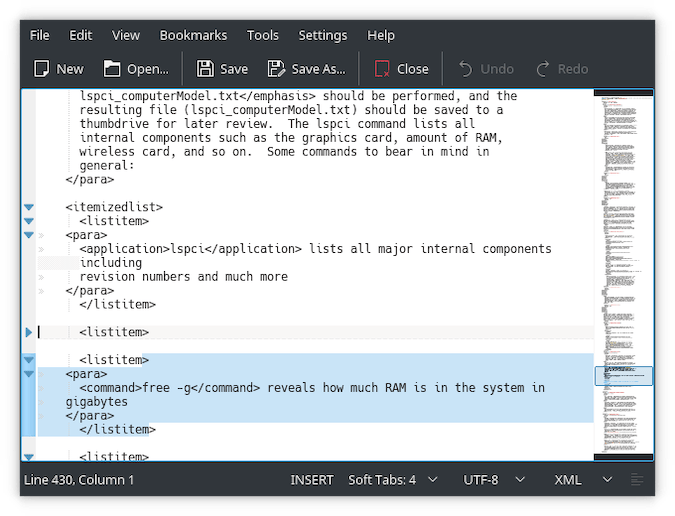 File Edit View Bookmarks Tools Settings Help
New Open... Save Save As... Close Undo Redo
lspci_computerModel.txt</emphasis> should be performed, and the
resulting file (lspci_computerModel.txt) should be saved to a
thumbdrive for later review.  The lspci command lists all
internal components such as the graphics card, amount of RAM,
wireless card, and so on.  Some commands to bear in mind in
general:
</para>
<itemizedlist>
<listitem>
<para>
<application>lspci</application> lists all major internal components
including
revision numbers and much more
</para>
</listitem>
<listitem>
<listitem>
<para>
<command>free -g</command> reveals how much RAM is in the system in
gigabytes
</para>
</listitem>
<listitem>
Line 430, Column 1 INSERT Soft Tabs: 4 UTF-8 XML